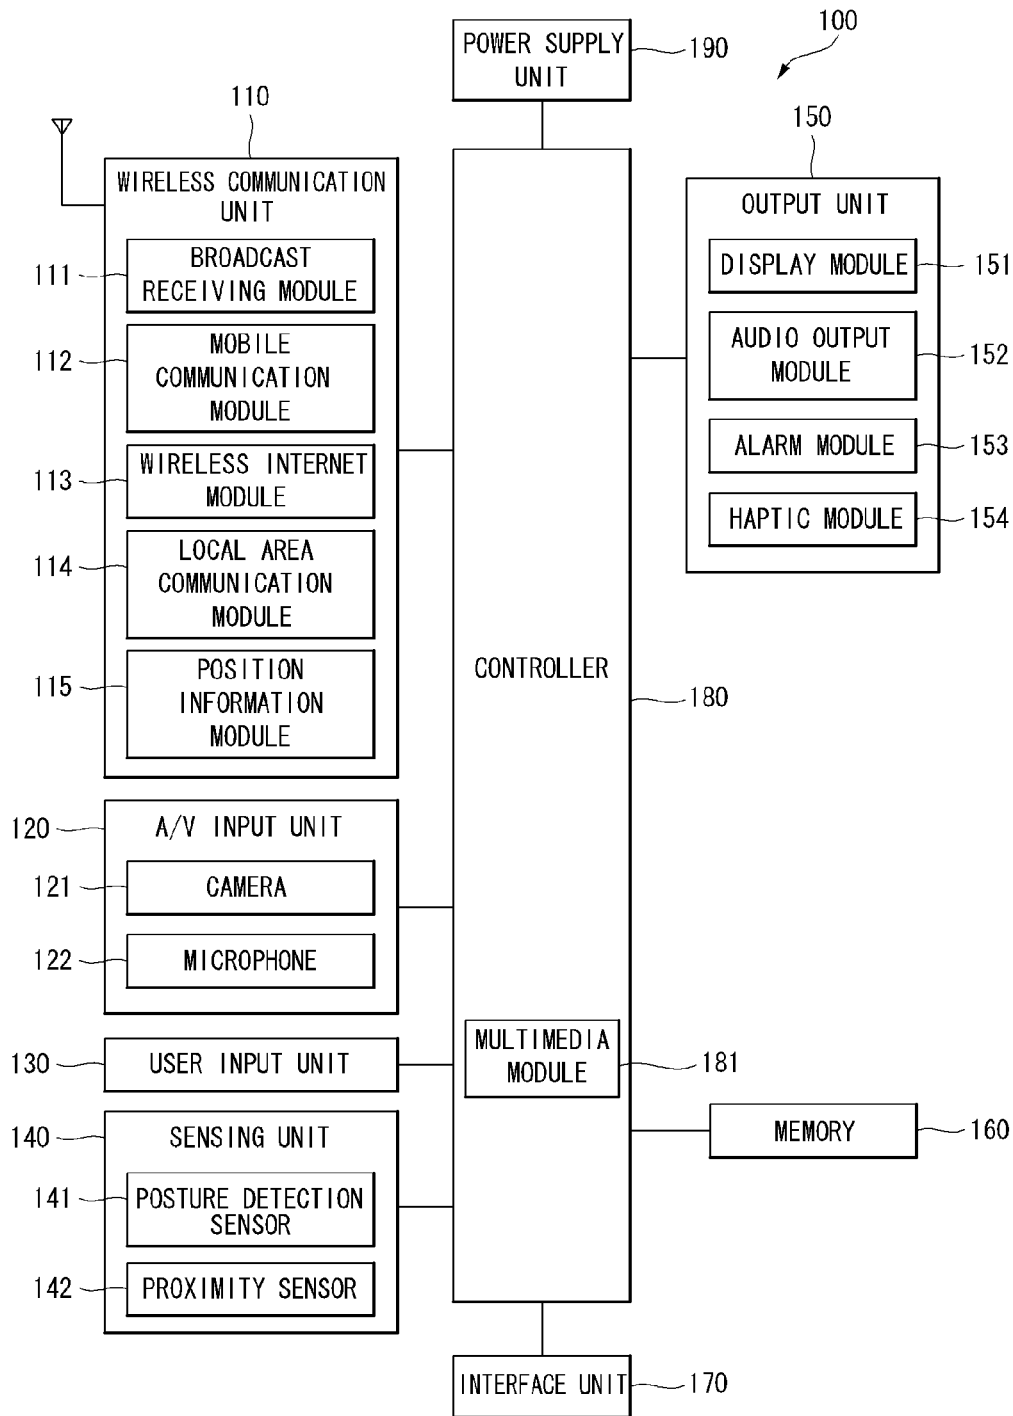 100
POWER SUPPLY
UNIT
190
110
WIRELESS COMMUNICATION
UNIT
111
BROADCAST
RECEIVING MODULE
112
MOBILE
COMMUNICATION
MODULE
113
WIRELESS INTERNET
MODULE
114
LOCAL AREA
COMMUNICATION
MODULE
115
POSITION
INFORMATION
MODULE
120
A/V INPUT UNIT
121
CAMERA
122
MICROPHONE
130
USER INPUT UNIT
140
SENSING UNIT
141
POSTURE DETECTION
SENSOR
142
PROXIMITY SENSOR
CONTROLLER
180
MULTIMEDIA
MODULE
181
150
OUTPUT UNIT
DISPLAY MODULE
151
AUDIO OUTPUT
MODULE
152
ALARM MODULE
153
HAPTIC MODULE
154
MEMORY
160
INTERFACE UNIT
170